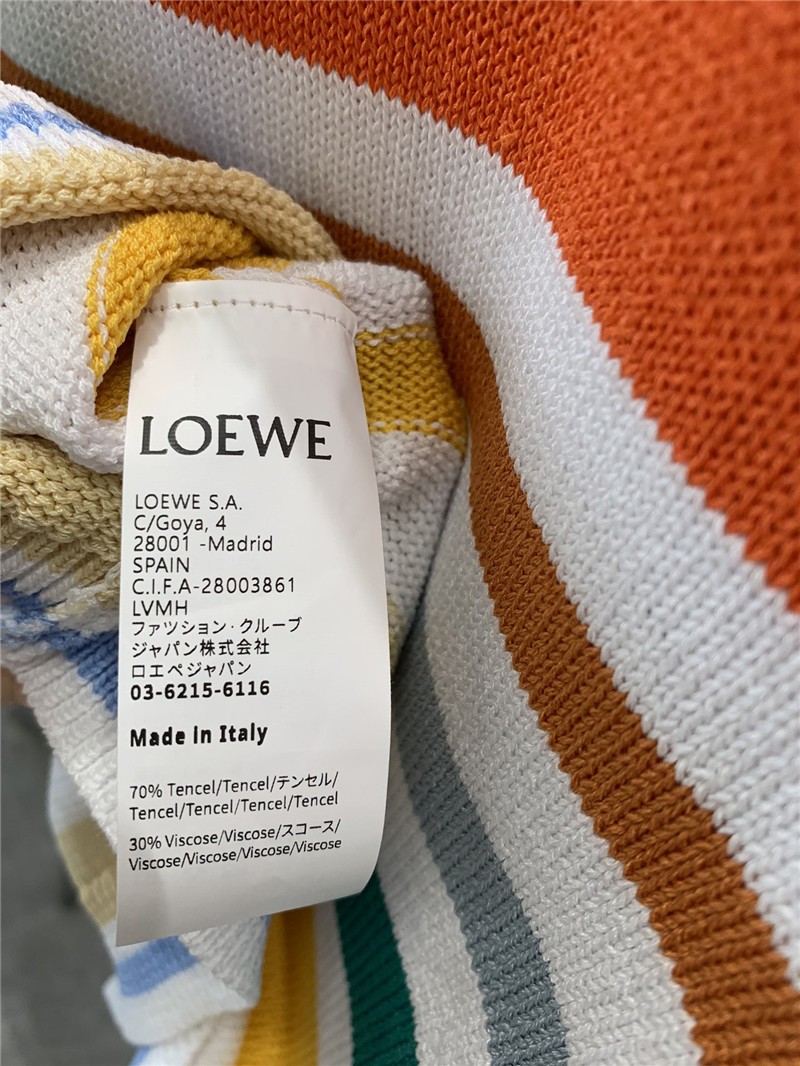 LOEWE
LOEWE S.A.
C/Goya, 4
28001 -Madrid
SPAIN
C.I.F.A-28003861
LVMH
ファツション·クループ
ジャパン株式会社
ロエペジャパン
03-6215-6116
Made in Italy
70% Tencel/Tencel/テンセル/
Tencel/Tencel/Tencel/Tencel
30% Viscose/Viscose/スコース/
Viscose/Viscose/Viscose/Viscose